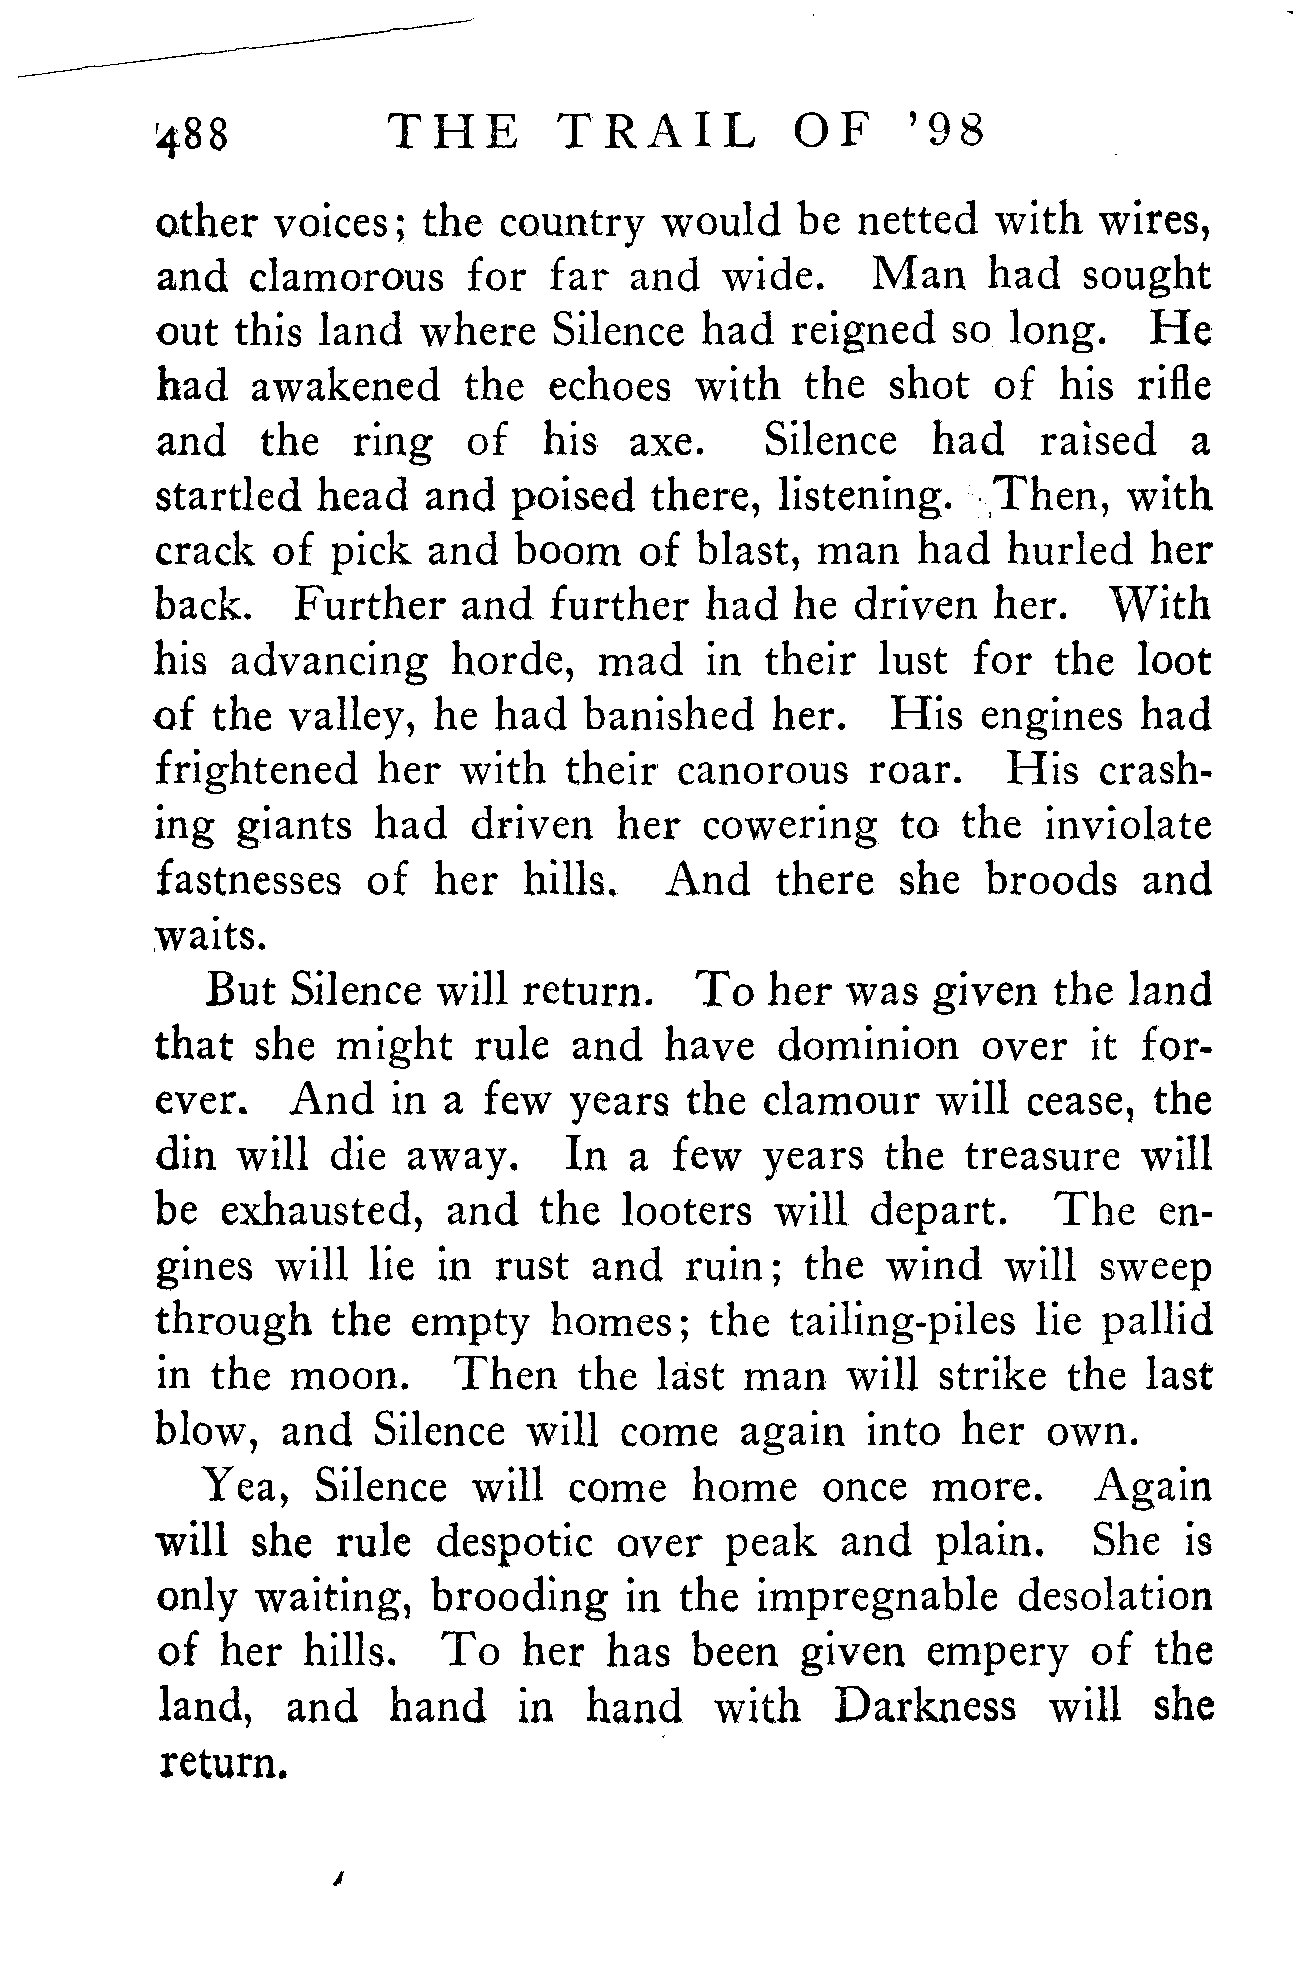 488 THE TRAIL OF '98
other voices; the country would be netted with wires,
and clamorous for far and wide. Man had sought
out this land where Silence had reigned so long. He
had awakened the echoes with the shot of his rifle
and the ring of his axe. Silence had raised a
startled head and poised there, listening. Then, with
crack of pick and boom of blast, man had hurled her
back. Further and further had he driven her. With
his advancing horde, mad in their lust for the loot
of the valley, he had banished her. His engines had
frightened her with their canorous roar. His crash-
ing giants had driven her cowering to the inviolate
fastnesses of her hills. And there she broods and
waits.
But Silence will return. To her was given the land
that she might rule and have dominion over it for-
ever. And in a few years the clamour will cease, the
din will die away. In a few years the treasure will
be exhausted, and the looters will depart. The en-
gines will lie in rust and ruin; the wind will sweep
through the empty homes; the tailing-piles lie pallid
in the moon. Then the last man will strike the last
blow, and Silence will come again into her own.
Yea, Silence will come home once more. Again
will she rule despotic over peak and plain. She is
only waiting, brooding in the impregnable desolation
of her hills. To her has been given empery of the
land, and hand in hand with Darkness will she
return.